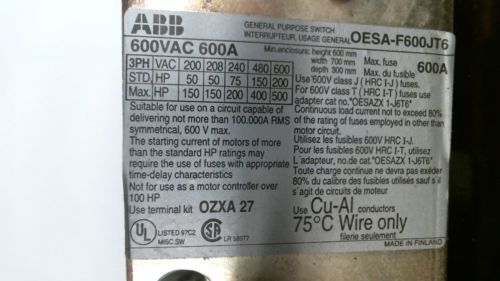 ABB
GENERAL PURPOSE SWITCH
INTERRUPTEUR, USAGE GENERAL OESA-F600JT6
600VAC 600A
Min.enclosure: height 600 mm
width 700 mm
depth 300 mm
Max. fuse
Max. du fusible 600A
3PH VAC 200 208 240 480 600
STD. HP 50 50 75 150 200
Max. HP 150 150 200 400 500
Suitable for use on a circuit capable of
delivering not more than 100.000A RMS
symmetrical, 600 V max.
The starting current of motors of more
than the standard HP ratings may
require the use of fuses with appropriate
time-delay characteristics
Not for use as a motor controller over
100 HP
Use terminal kit OZXA 27
UL LISTED 97C2
MISC.SW
LR 58077
Use 600V class J (HRC I-J) fuses.
For 600V class T (HRC I-T) fuses use
adapter cat no. "OESAZX 1-J6T6"
Continuous load current not to exceed 80%
of the rating of fuses employed in other than
motor circuit.
Utilisez les fusibles 600V HRC I-J.
Pour les fusibles 600V HRC I-T, utilisez
L'adapteur, no.de cat. "OESAZX 1-J6T6"
Toute charge continue ne devra pas exéder
80% du calibre des fusibles utilisés sauf s'il
s'agit de circuits de moteur.
Use Cu-Al conductors
75°C Wire only
filerie seulement
MADE IN FINLAND